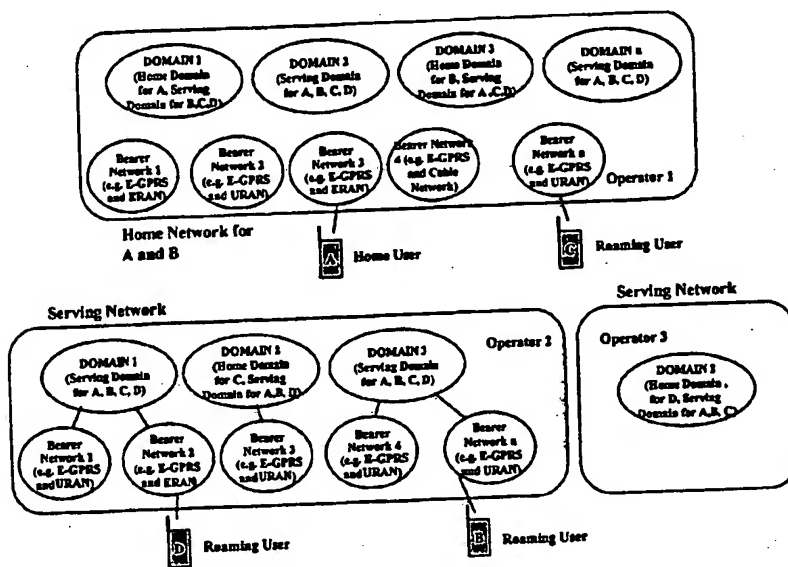 DOMAIN 1
(Home Domain
for A, Serving
Domain for B,C,D)
DOMAIN 2
(Serving Domain
for A, B, C, D)
DOMAIN 3
(Home Domain
for B, Serving
Domain for A ,C,D)
DOMAIN n
(Serving Domain
for A, B, C, D)
Bearer
Network 1
(e.g. E-GPRS
and ERAN)
Bearer
Network 2
(e.g. E-GPRS
and URAN)
Bearer
Network 3
(e.g. E-GPRS
and ERAN)
Bearer Network
4 (e.g. E-GPRS
and Cable
Network)
Bearer
Network n
(e.g. E-GPRS
and URAN)
Operator 1
Home Network for
A and B
A
Home User
C
Roaming User
Serving Network
Serving Network
DOMAIN 1
(Serving Domain
for A, B, C, D)
DOMAIN 2
(Home Domain
for C, Serving
Domain for A,B, D)
DOMAIN 3
(Serving Domain
for A, B, C, D)
Operator 2
Operator 3
DOMAIN
(Home Domain
for D, Serving
Domain for A,B, C)
Bearer
Network 1
(e.g. E-GPRS
and URAN)
Bearer
Network 2
(e.g. E-GPRS
and ERAN)
Bearer
Network 3
(e.g. E-GPRS
and URAN)
Bearer
Network 4
(e.g. E-GPRS
and URAN)
Bearer
Network n
(e.g. E-GPRS
and URAN)
D
Roaming User
B
Roaming User